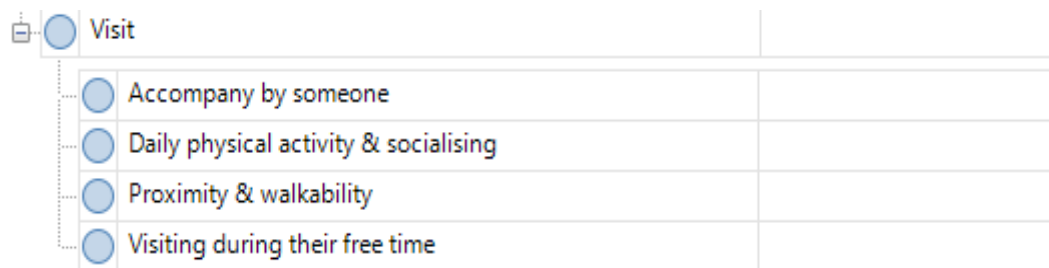 Visit
Accompany by someone
Daily physical activity & socialising
Proximity & walkability
Visiting during their free time